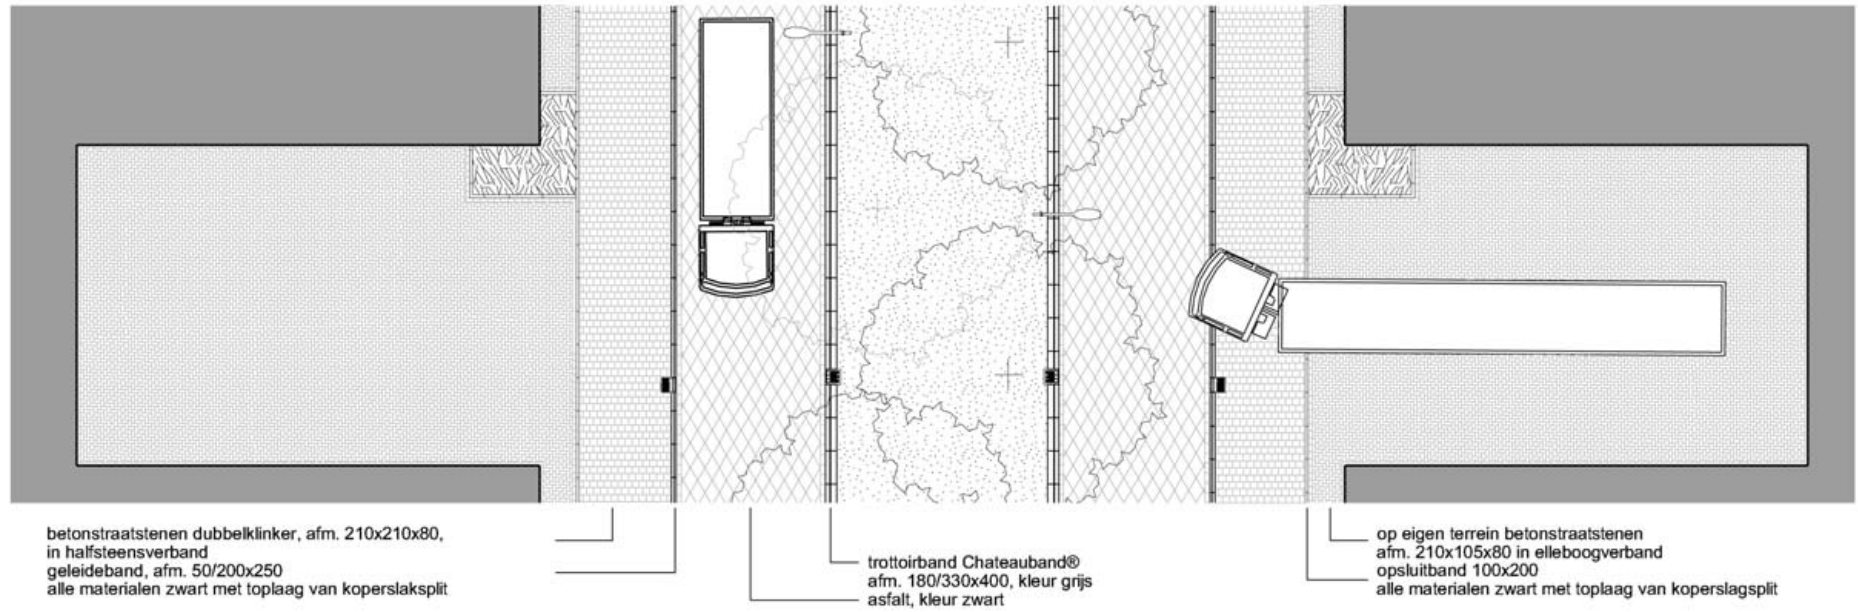 betonstraatstenen dubbelklinker, afm. 210x210x80,
in halfsteensverband
geleideband, afm. 50/200x250
alle materialen zwart met toplaag van koperslaksplit
trottoirband Chateauband®
afm. 180/330x400, kleur grijs
asfalt, kleur zwart
op eigen terrein betonstraatstenen
afm. 210x105x80 in elleboogverband
opsluitband 100x200
alle materialen zwart met toplaag van koperslagsplit